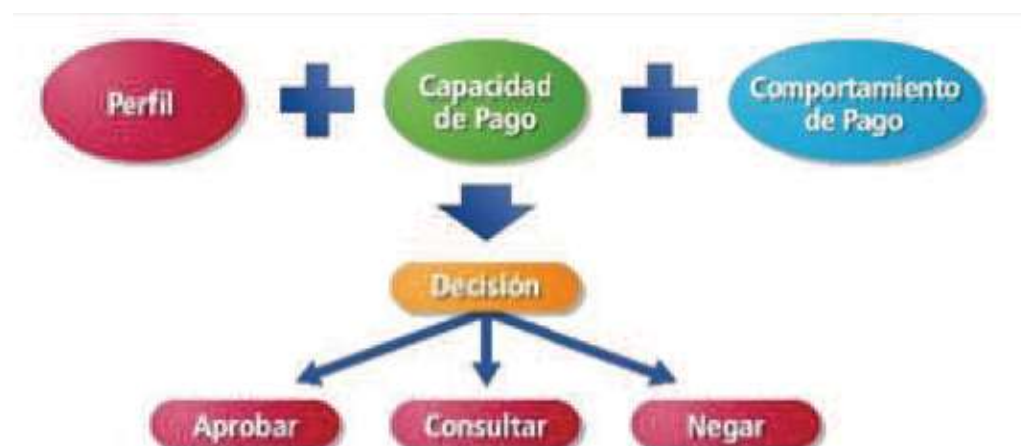 Perfil
Capacidad
de Pago
Comportamiento
de Pago
Decisión
Aprobar
Consultar
Negar